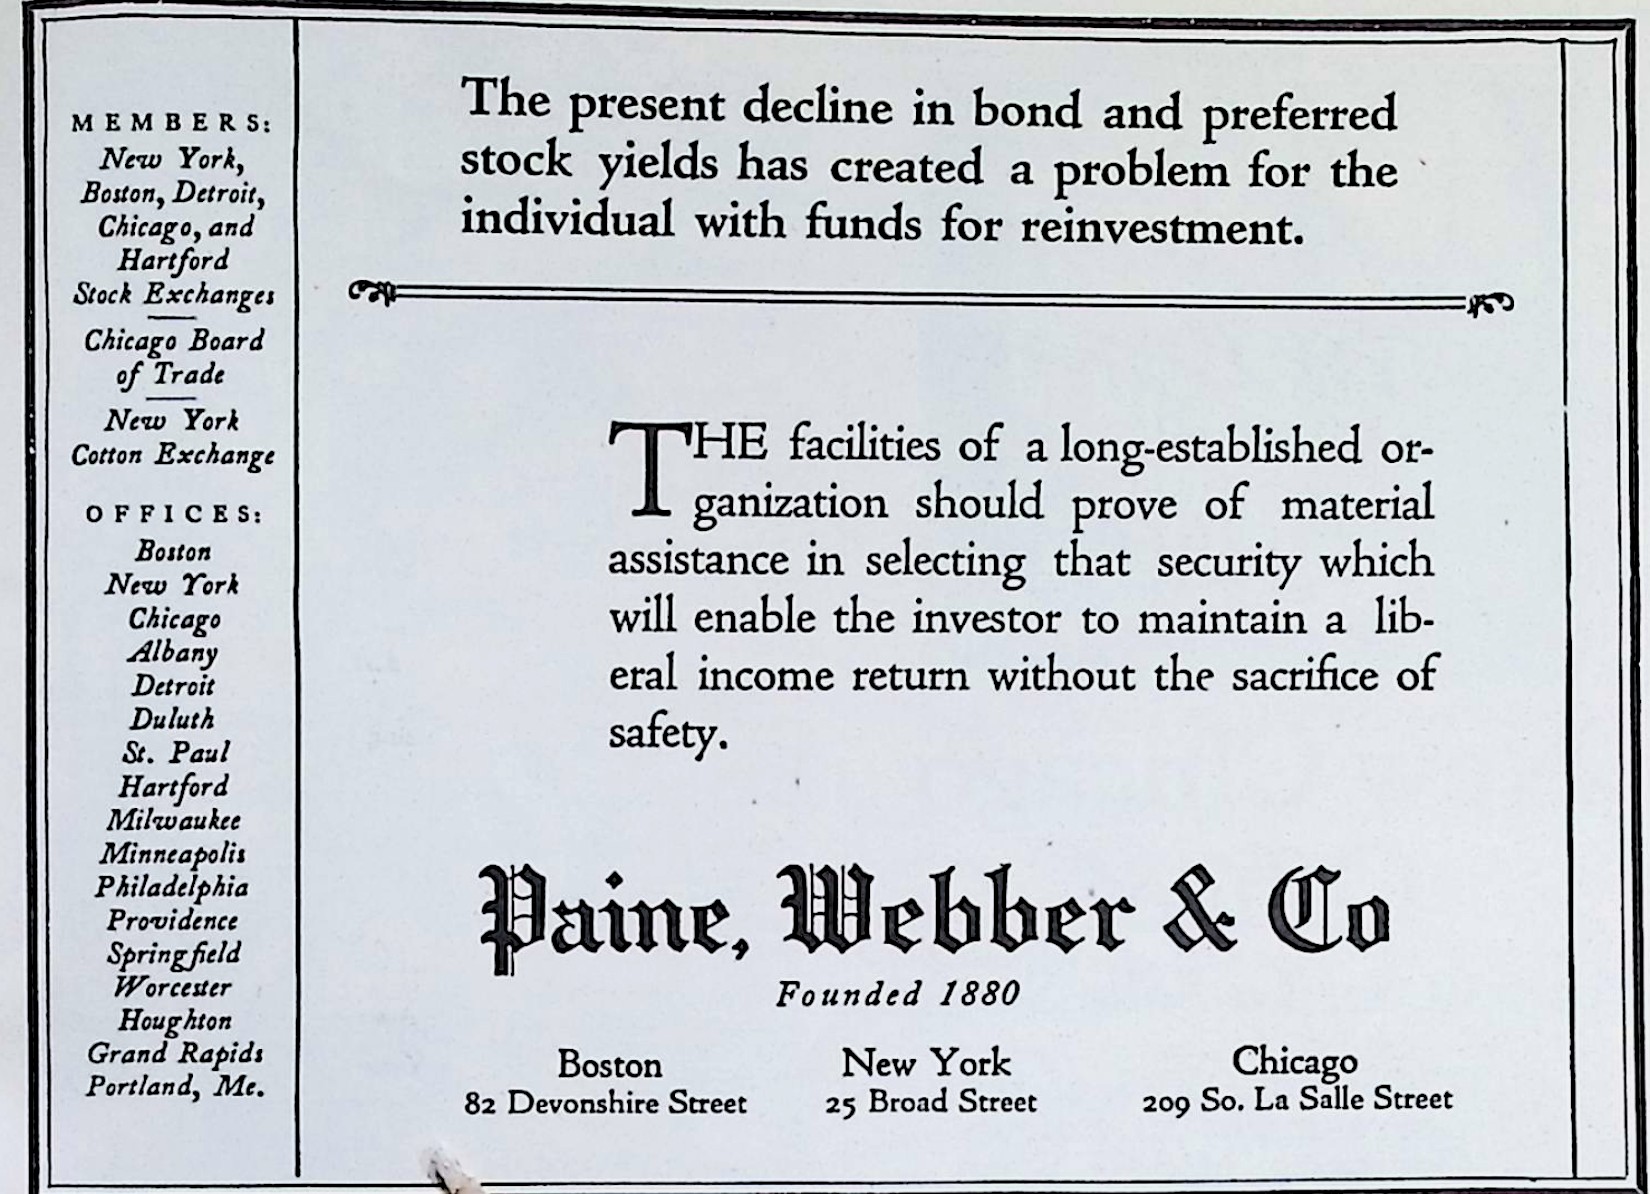 MEMBERS:
New York,
Boston, Detroit,
Chicago, and
Hartford
Stock Exchanges
Chicago Board
of Trade
New York
Cotton Exchange
OFFICES:
Boston
New York
Chicago
Albany
Detroit
Duluth
St. Paul
Hartford
Milwaukee
Minneapolis
Philadelphia
Providence
Springfield
Worcester
Houghton
Grand Rapids
Portland, Me.
The present decline in bond and preferred
stock yields has created a problem for the
individual with funds for reinvestment.
THE facilities of a long-established or-
ganization should prove of material
assistance in selecting that security which
will enable the investor to maintain a lib-
eral income return without the sacrifice of
safety.
Paine, Webber & Co
Founded 1880
Boston
82 Devonshire Street
New York
25 Broad Street
Chicago
209 So. La Salle Street